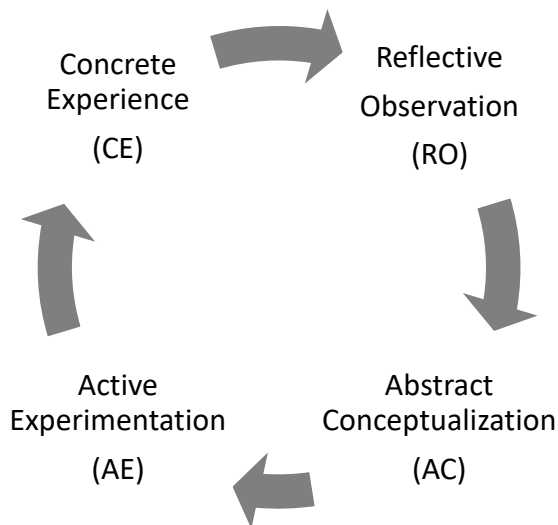 Concrete
Experience
(CE)
Reflective
Observation
(RO)
Active
Experimentation
(AE)
Abstract
Conceptualization
(AC)